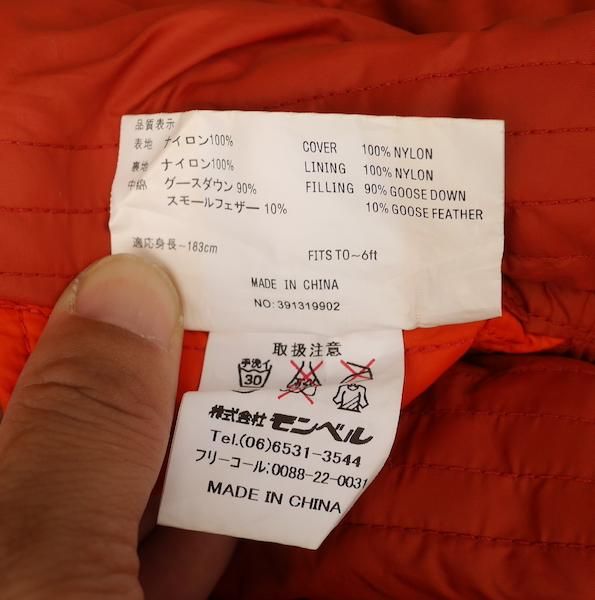 品質表示
表地 ナイロン100% COVER 100% NYLON
裏地 ナイロン100% LINING 100% NYLON
中綿 グースダウン 90% FILLING 90% GOOSE DOWN
スモールフェザー 10% 10% GOOSE FEATHER
適応身長～183cm FITS TO～6ft
MADE IN CHINA
NO:391319902
取扱注意
手洗
30
株式会社 モンベル
Tel.(06)6531-3544
フリーコール:0088-22-0031
MADE IN CHINA